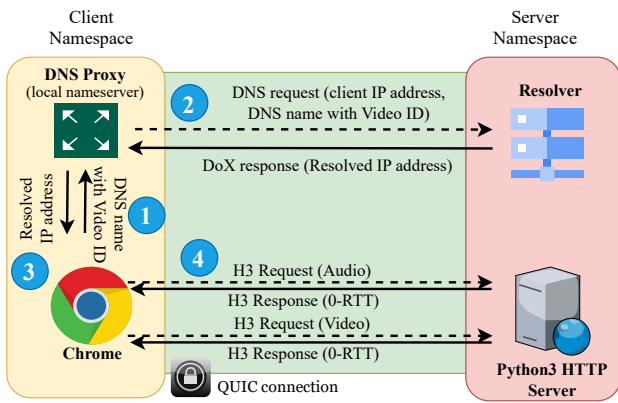 Client
Namespace
Server
Namespace
DNS Proxy
(local nameserver)
2
DNS request (client IP address,
DNS name with Video ID)
Resolver
DoX response (Resolved IP address)
Resolved
IP address
DNS name
with Video ID
1
3
4
H3 Request (Audio)
H3 Response (0-RTT)
H3 Request (Video)
H3 Response (0-RTT)
Chrome
QUIC connection
Python3 HTTP
Server